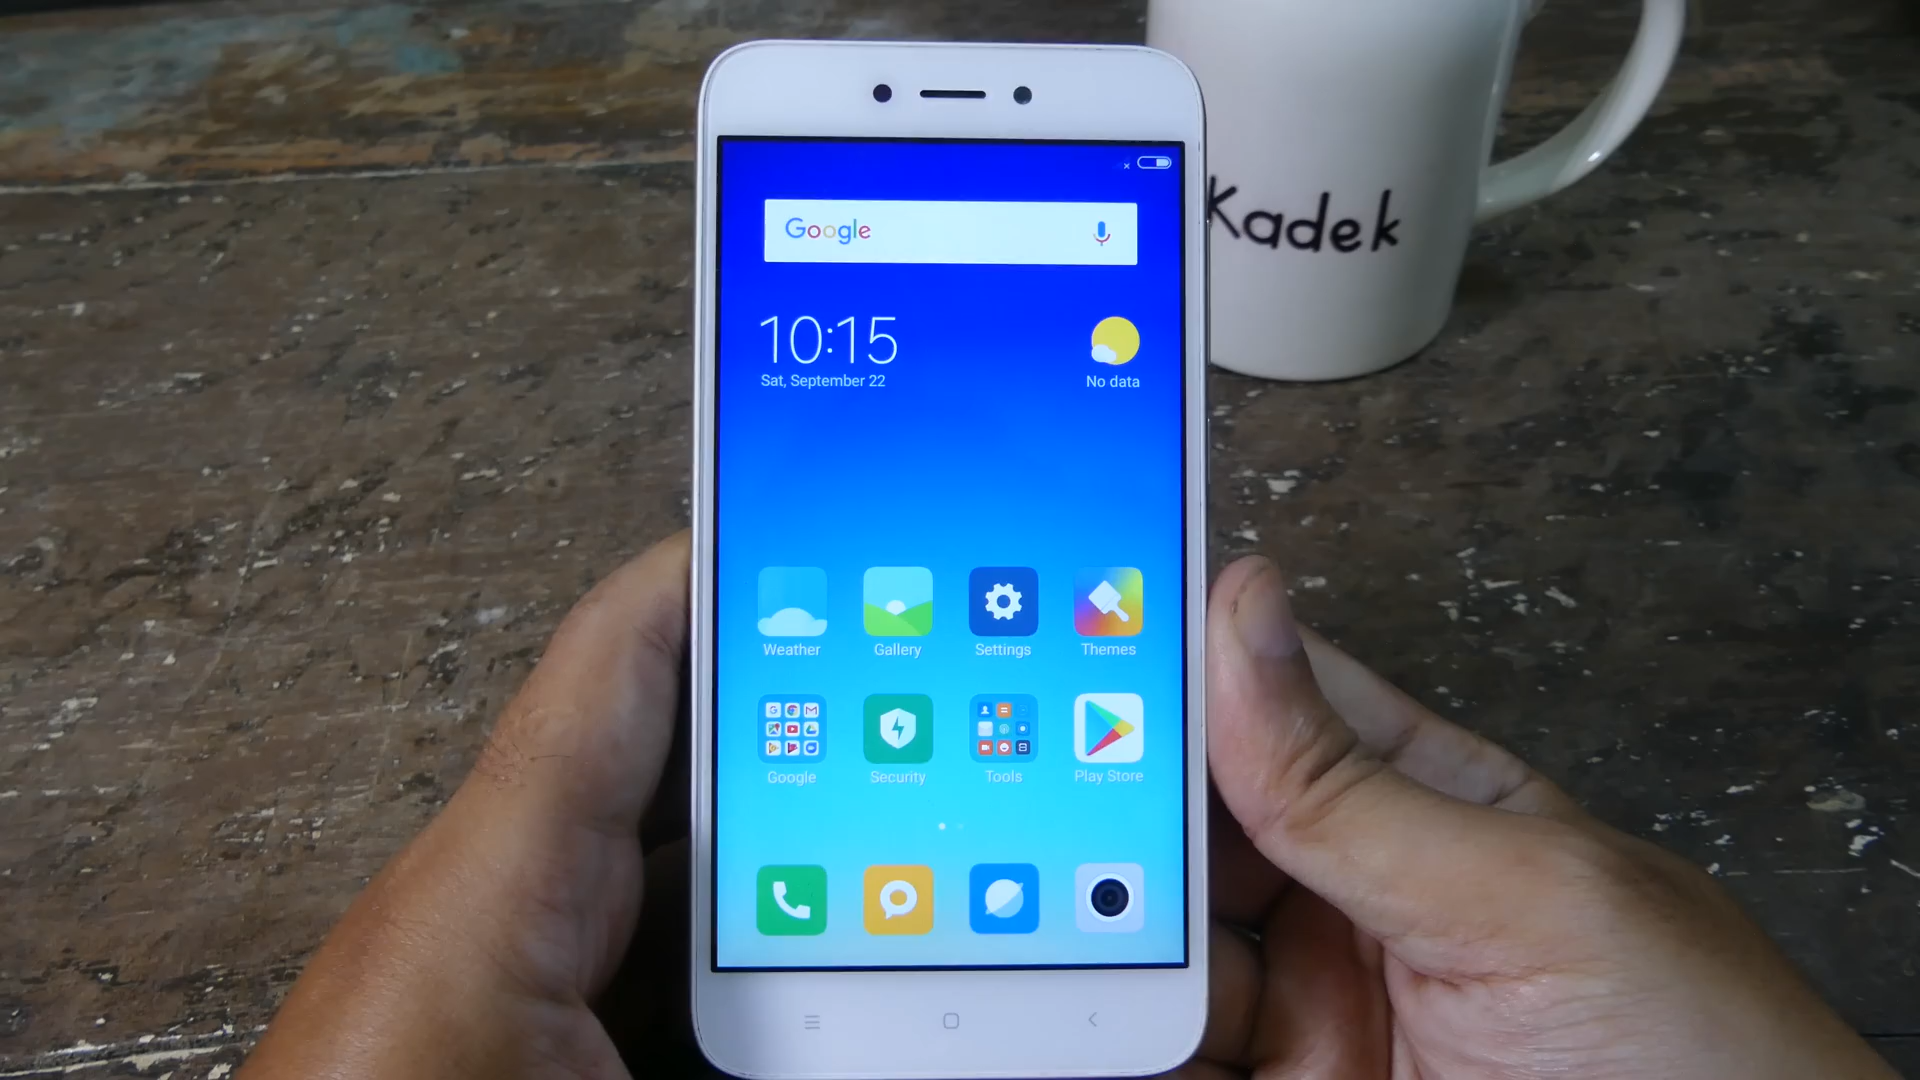 Google
Kadek
10:15
Sat, September 22
No data
Weather
Gallery
Settings
Themes
Google
Security
Tools
Play Store